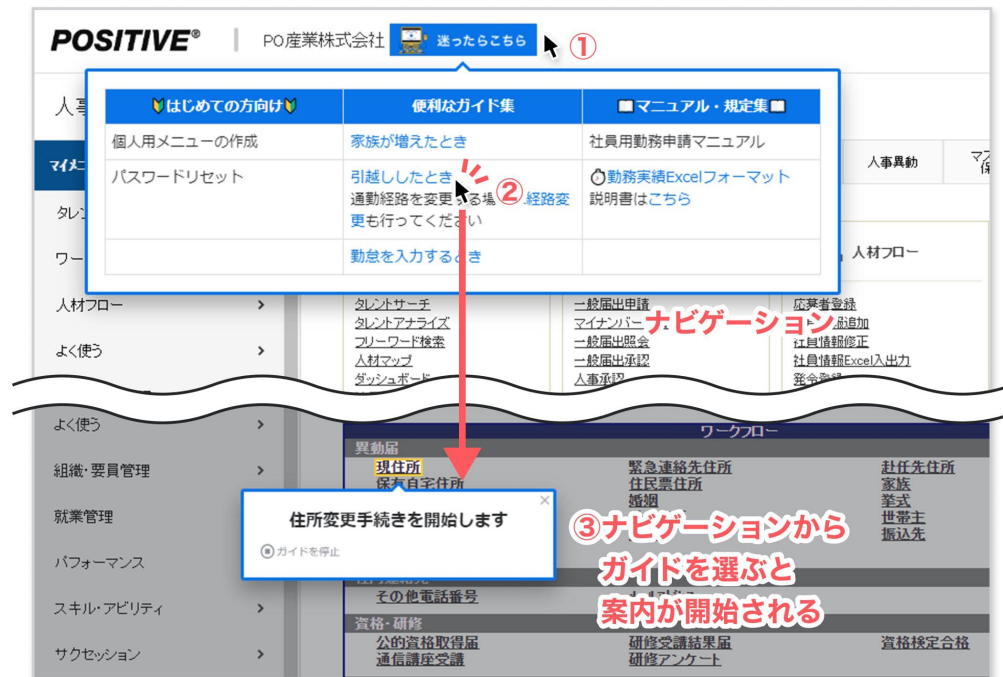 POSITIVE®
PO産業株式会社
迷ったらこちら
①
人事
はじめての方向け
便利なガイド集
マニュアル・規定集
個人用メニューの作成
家族が増えたとき
社員用勤務申請マニュアル
パスワードリセット
引越ししたとき
②
勤務実績Excelフォーマット
通勤経路を変更する場
経路変
説明書はこちら
更も行ってください
勤怠を入力するとき
人事異動
人材フロー
人材フロー
タレントサーチ
一般届出申請
応募者登録
タレントアナライズ
マイナンバー
ナビゲーション
フリーワード検索
一般届出照会
社員情報修正
よく使う
人材マップ
一般届出承認
社員情報Excel入出力
ダッシュボード
人事承認
よく使う
ワークフロー
異動届
現住所
緊急連絡先住所
赴任先住所
組織・要員管理
保有自宅住所
住民票住所
家族
婚姻
挙式
世帯主
振込先
就業管理
住所変更手続きを開始します
ガイドを停止
③ナビゲーションから
ガイドを選ぶと
案内が開始される
パフォーマンス
その他電話番号
スキル・アビリティ
資格・研修
公的資格取得届
研修受講結果届
資格検定合格
サクセッション
通信講座受講
研修アンケート